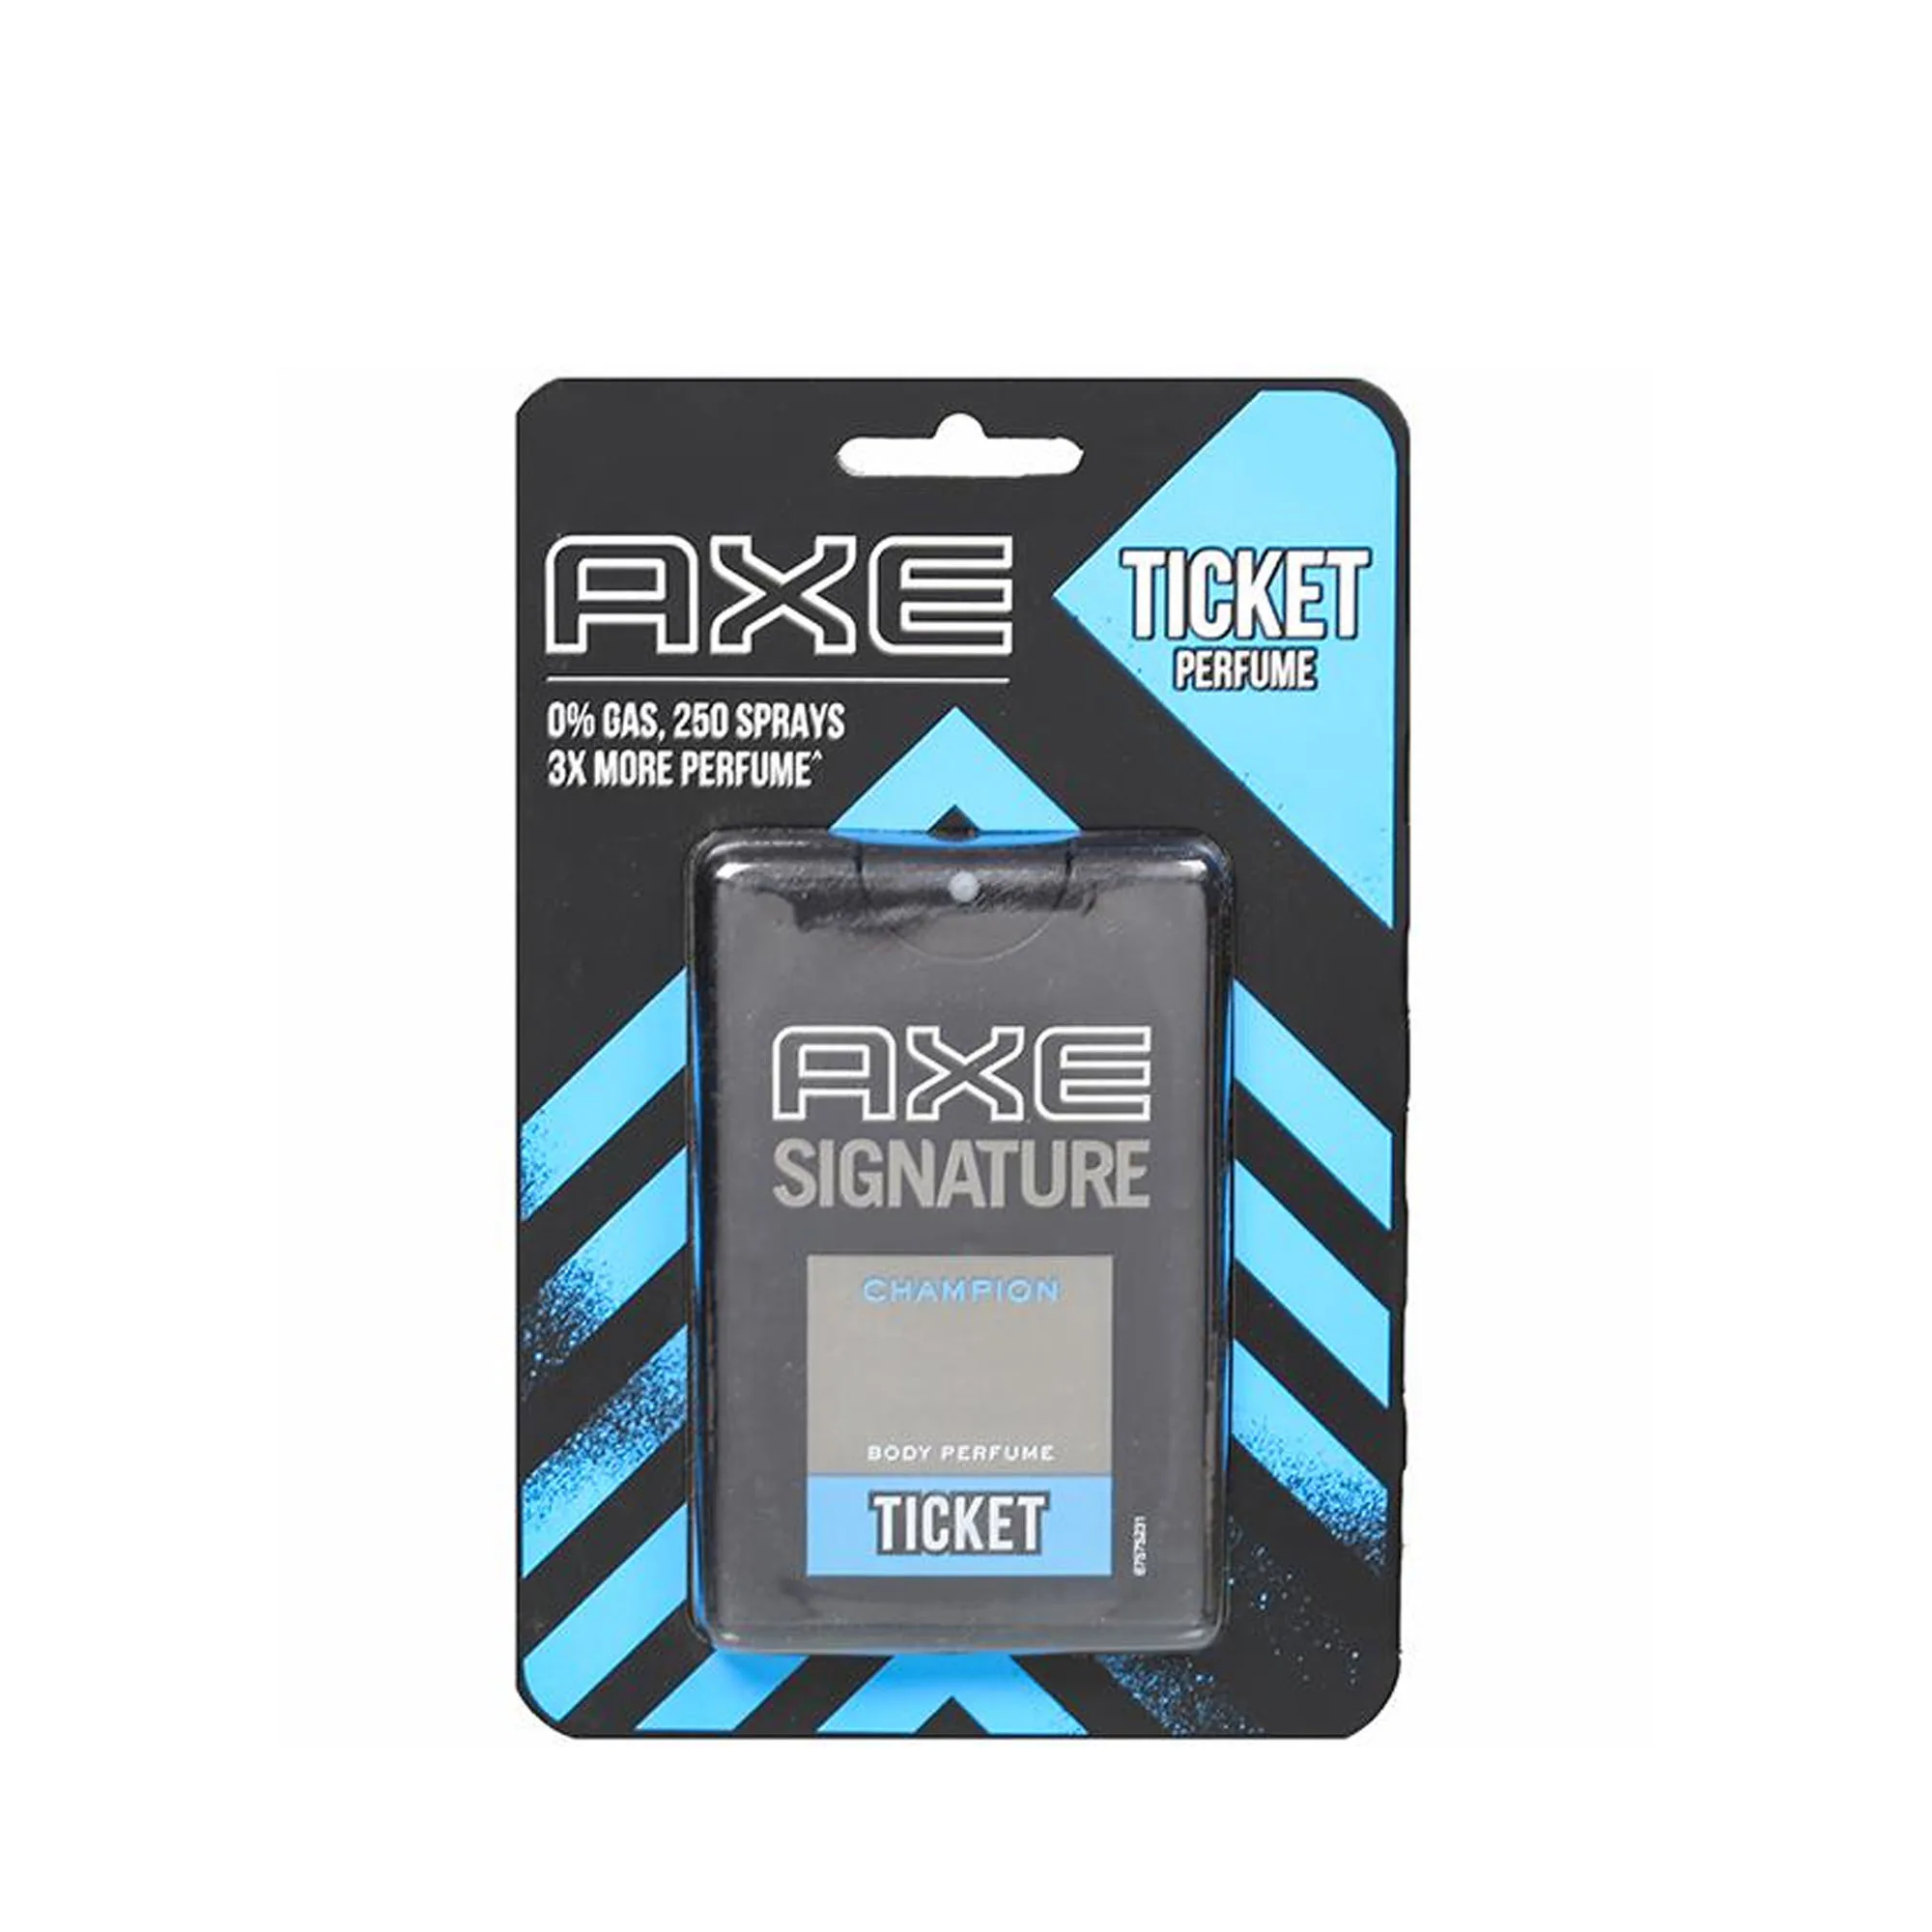 AXE
TICKET
PERFUME
0% GAS, 250 SPRAYS
3X MORE PERFUME^
AXE
SIGNATURE
CHAMPION
BODY PERFUME
TICKET